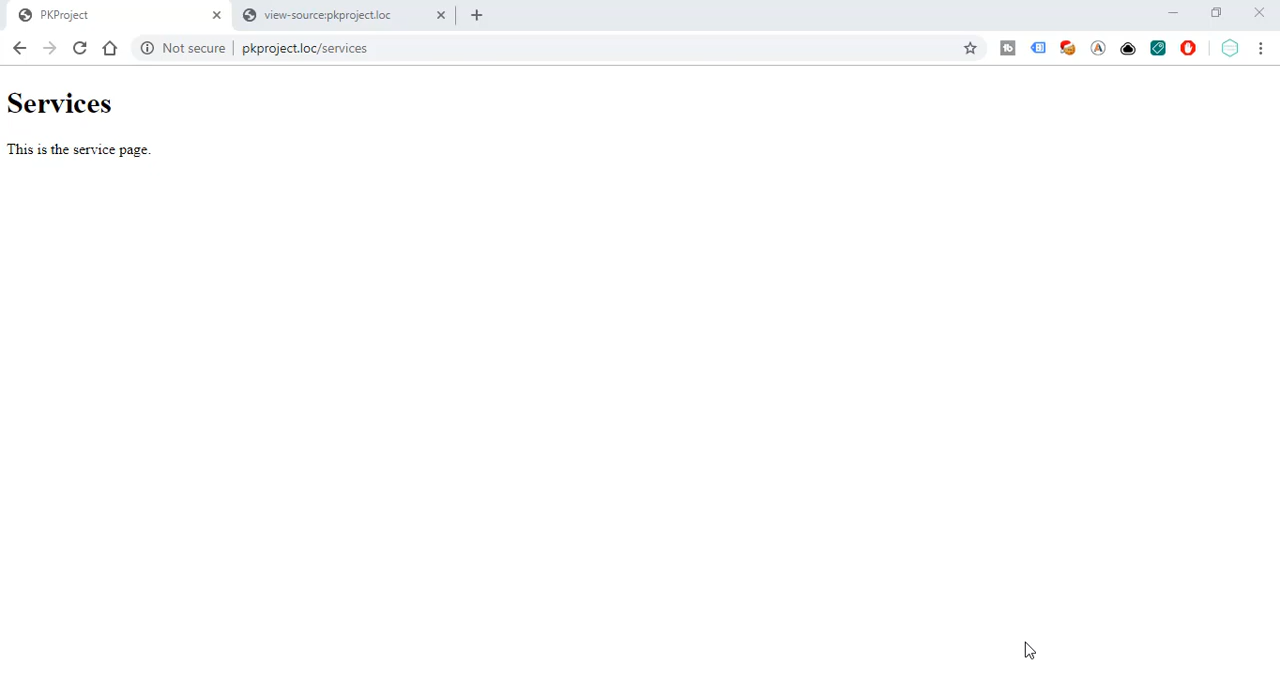 PKProject
view-source:pkproject.loc
Not secure
pkproject.loc/services
Services
This is the service page.